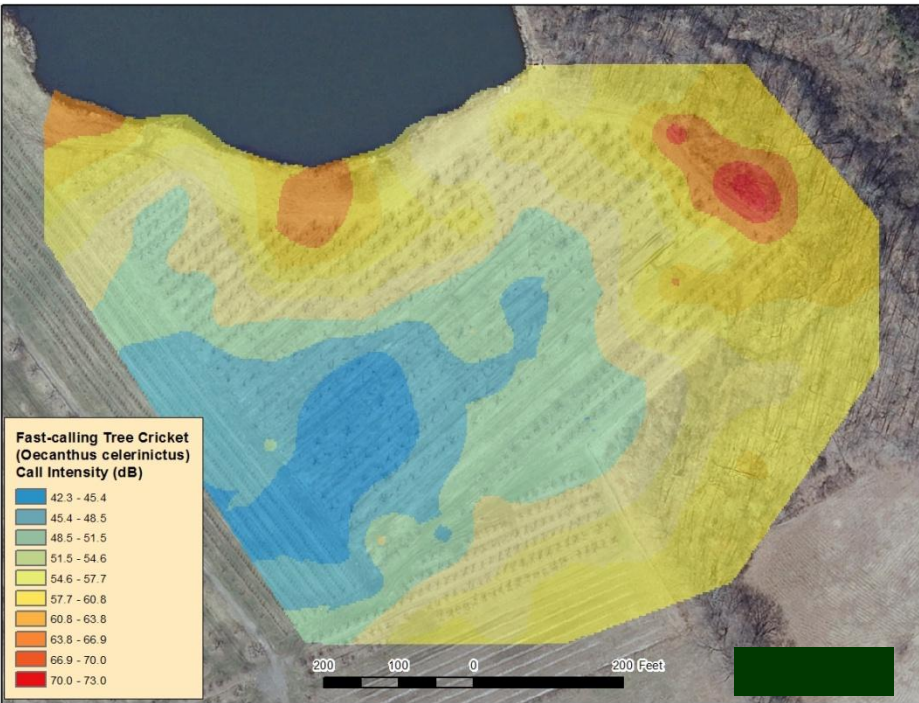 Fast-calling Tree Cricket
(Oecanthus celerinictus)
Call Intensity (dB)
42.3 - 45.4
45.4 - 48.5
48.5 - 51.5
51.5 - 54.6
54.6 - 57.7
57.7 - 60.8
60.8 - 63.8
63.8 - 66.9
66.9 - 70.0
70.0 - 73.0
200 100 0 200 Feet